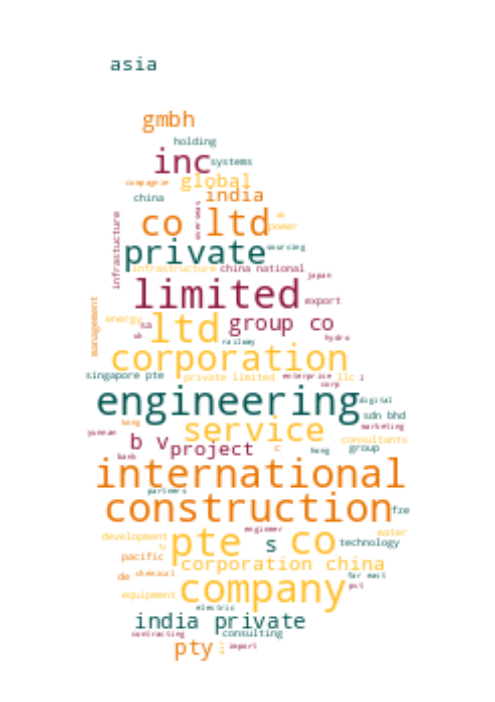 asia
gmbh
holding
inc systems
compagnie global
china india
overseas
co ltd
power
infrastucture
private sourcing
infrastructure china national
japan
limited export
management
energy sa ltd group co
uk hydro
railway
corporation
singapore pte private limited enterprise llc i
corp
engineering digital
sdn bhd
hong service marketing
yunnan b v project consultants
c hong group
bank
international
partners
construction fze
engineer
development pte s co water
technology
pacific corporation china
de chemical far east
equipment company pvt
electric
india private
contracting consulting
pty import